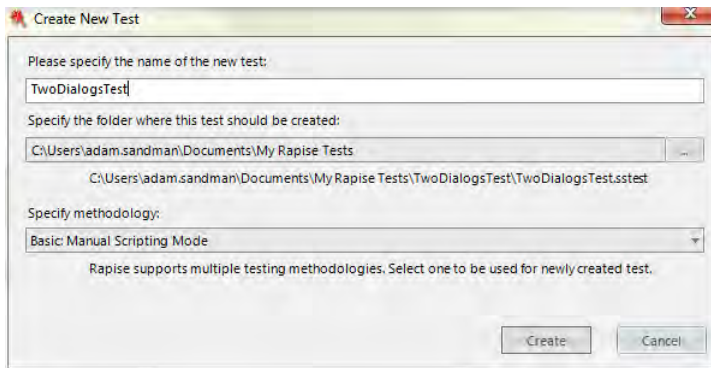 Create New Test
Please specify the name of the new test:
TwoDialogsTest
Specify the folder where this test should be created:
C:\Users\adam.sandman\Documents\My Rapise Tests
...
C:\Users\adam.sandman\Documents\My Rapise Tests\TwoDialogsTest\TwoDialogsTest.sstest
Specify methodology:
Basic: Manual Scripting Mode
Rapise supports multiple testing methodologies. Select one to be used for newly created test.
Create Cancel